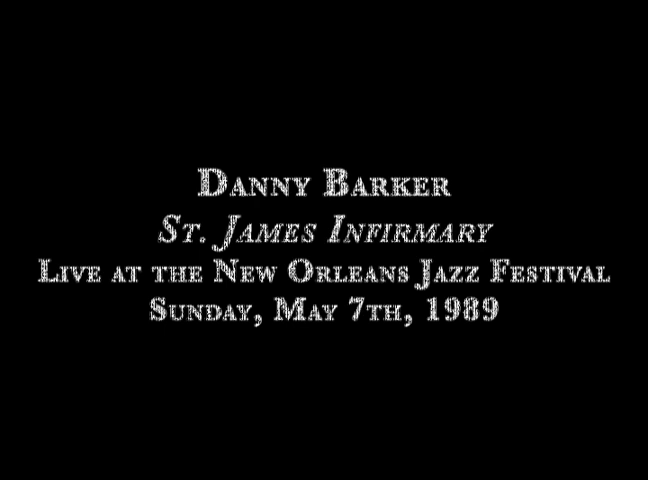 Danny Barker
St. James Infirmary
Live at the New Orleans Jazz Festival
Sunday, May 7th, 1989